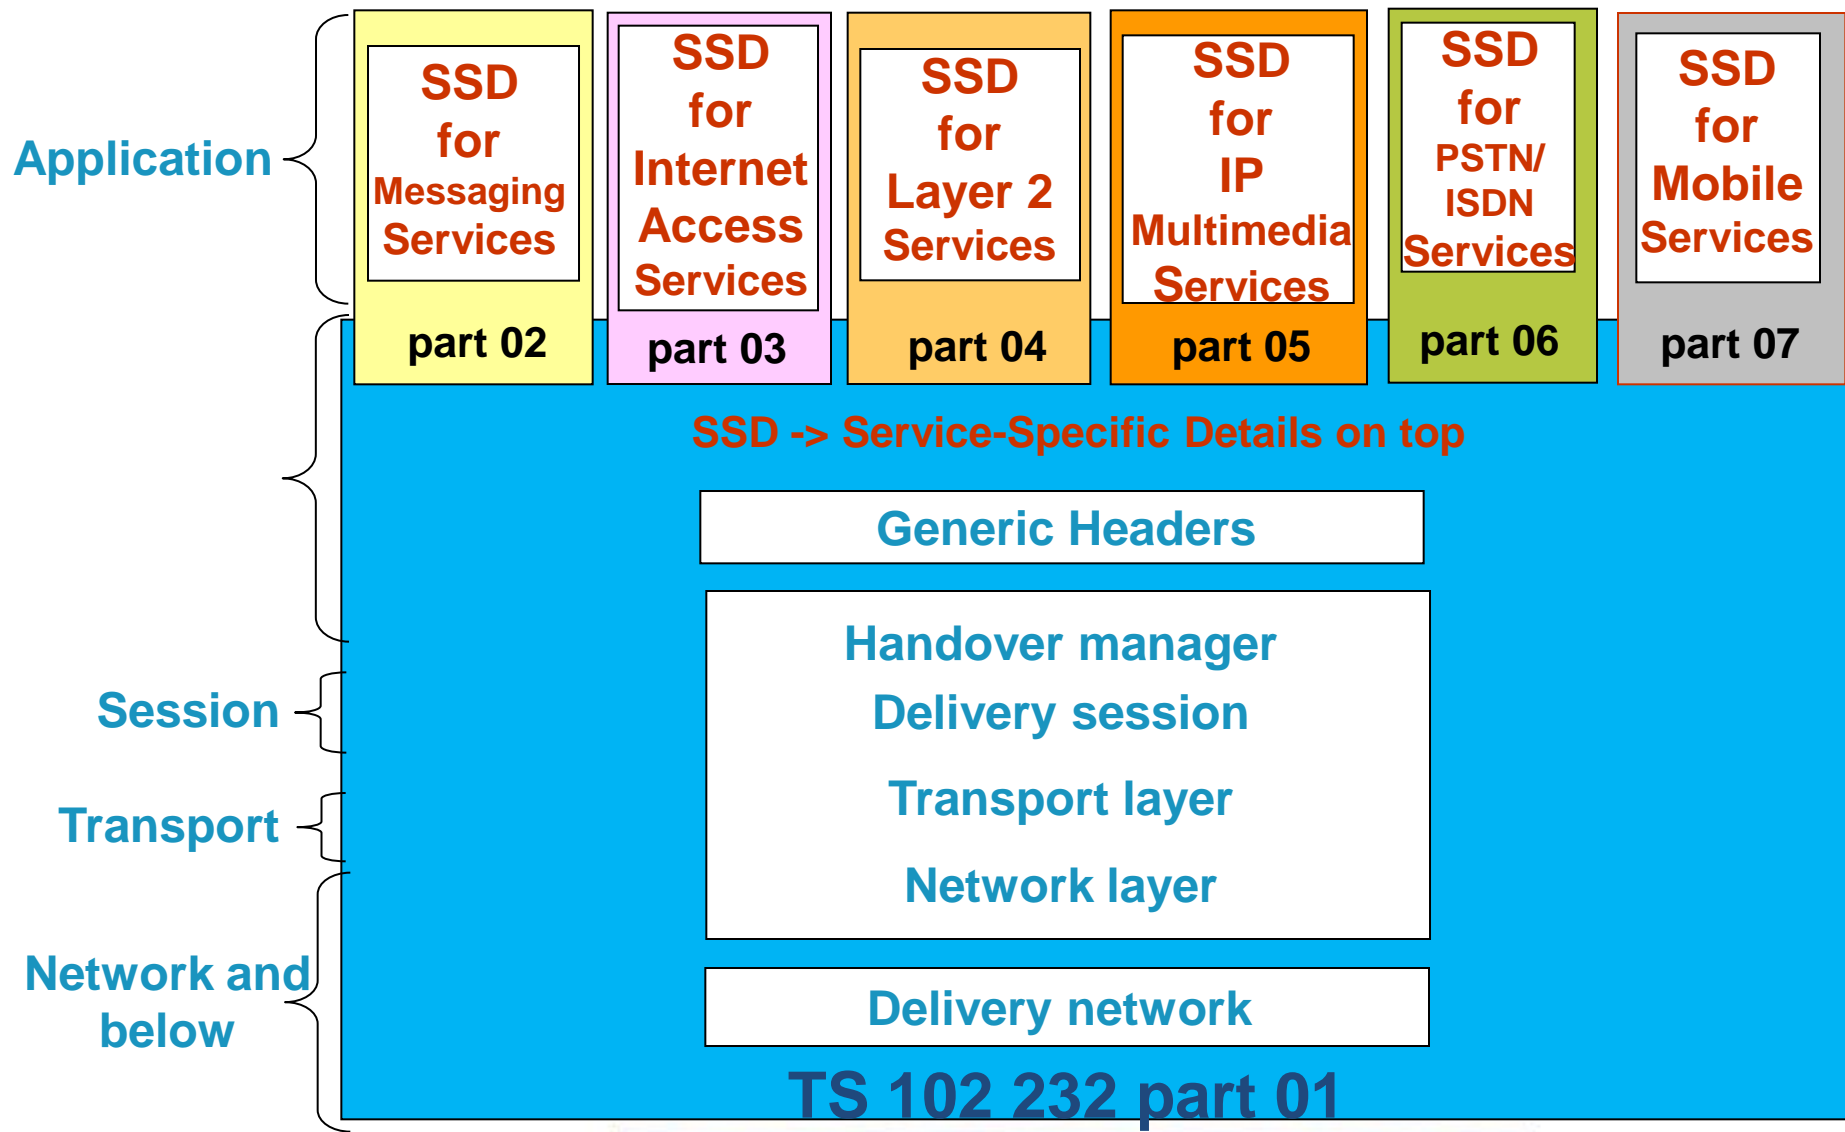 Application
SSD
for
Messaging
Services
part 02
SSD
for
Internet
Access
Services
part 03
SSD
for
Layer 2
Services
part 04
SSD
for
IP
Multimedia
Services
part 05
SSD
for
PSTN/
ISDN
Services
part 06
SSD
for
Mobile
Services
part 07
SSD -> Service-Specific Details on top
Generic Headers
Handover manager
Session
Delivery session
Transport
Transport layer
Network layer
Network and
below
Delivery network
TS 102 232 part 01